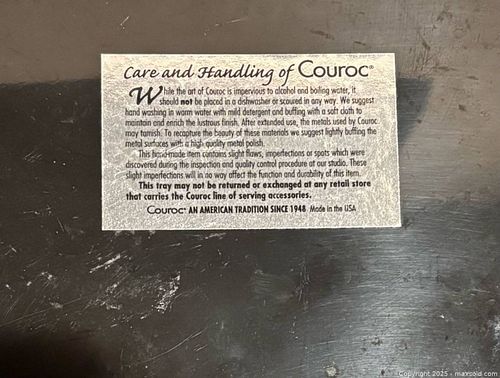 Care and Handling of Couroc®
While the art of Couroc is impervious to alcohol and boiling water, it
should not be placed in a dishwasher or scoured in any way. We suggest
hand washing in warm water with mild detergent and buffing with a soft cloth to
maintain and enrich the lustrous finish. After extended use, the metals used by Couroc
may tarnish. To recapture the beauty of these materials we suggest lightly buffing the
metal surfaces with a high quality metal polish.
This hand-made item contains slight flaws, imperfections or spots which were
discovered during the inspection and quality control procedure at our studio. These
slight imperfections will in no way affect the function and durability of this item.
This tray may not be returned or exchanged at any retail store
that carries the Couroc line of serving accessories.
Couroc® AN AMERICAN TRADITION SINCE 1948 Made in the USA
Copyright 2025 - maxsold.com